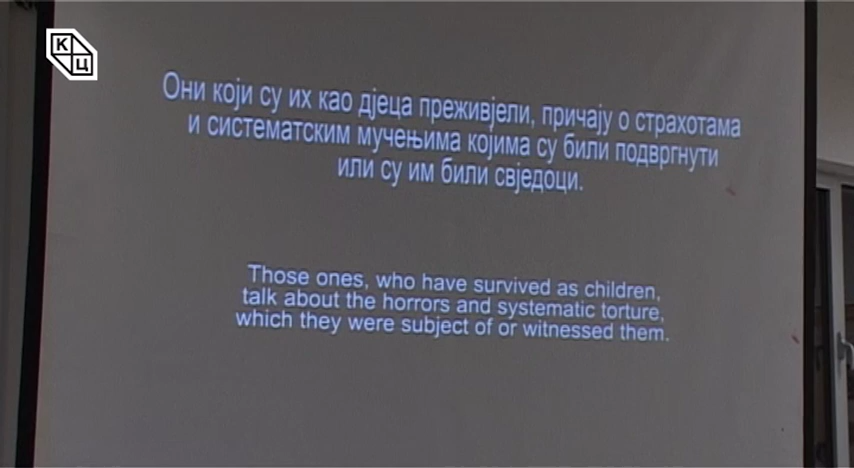 К
Ц
Они који су их као дјеца преживјели, причају о страхотама
и систематским мучењима којима су били подвргнути
или су им били свједоци.
Those ones, who have survived as children,
talk about the horrors and systematic torture,
which they were subject of or witnessed them.